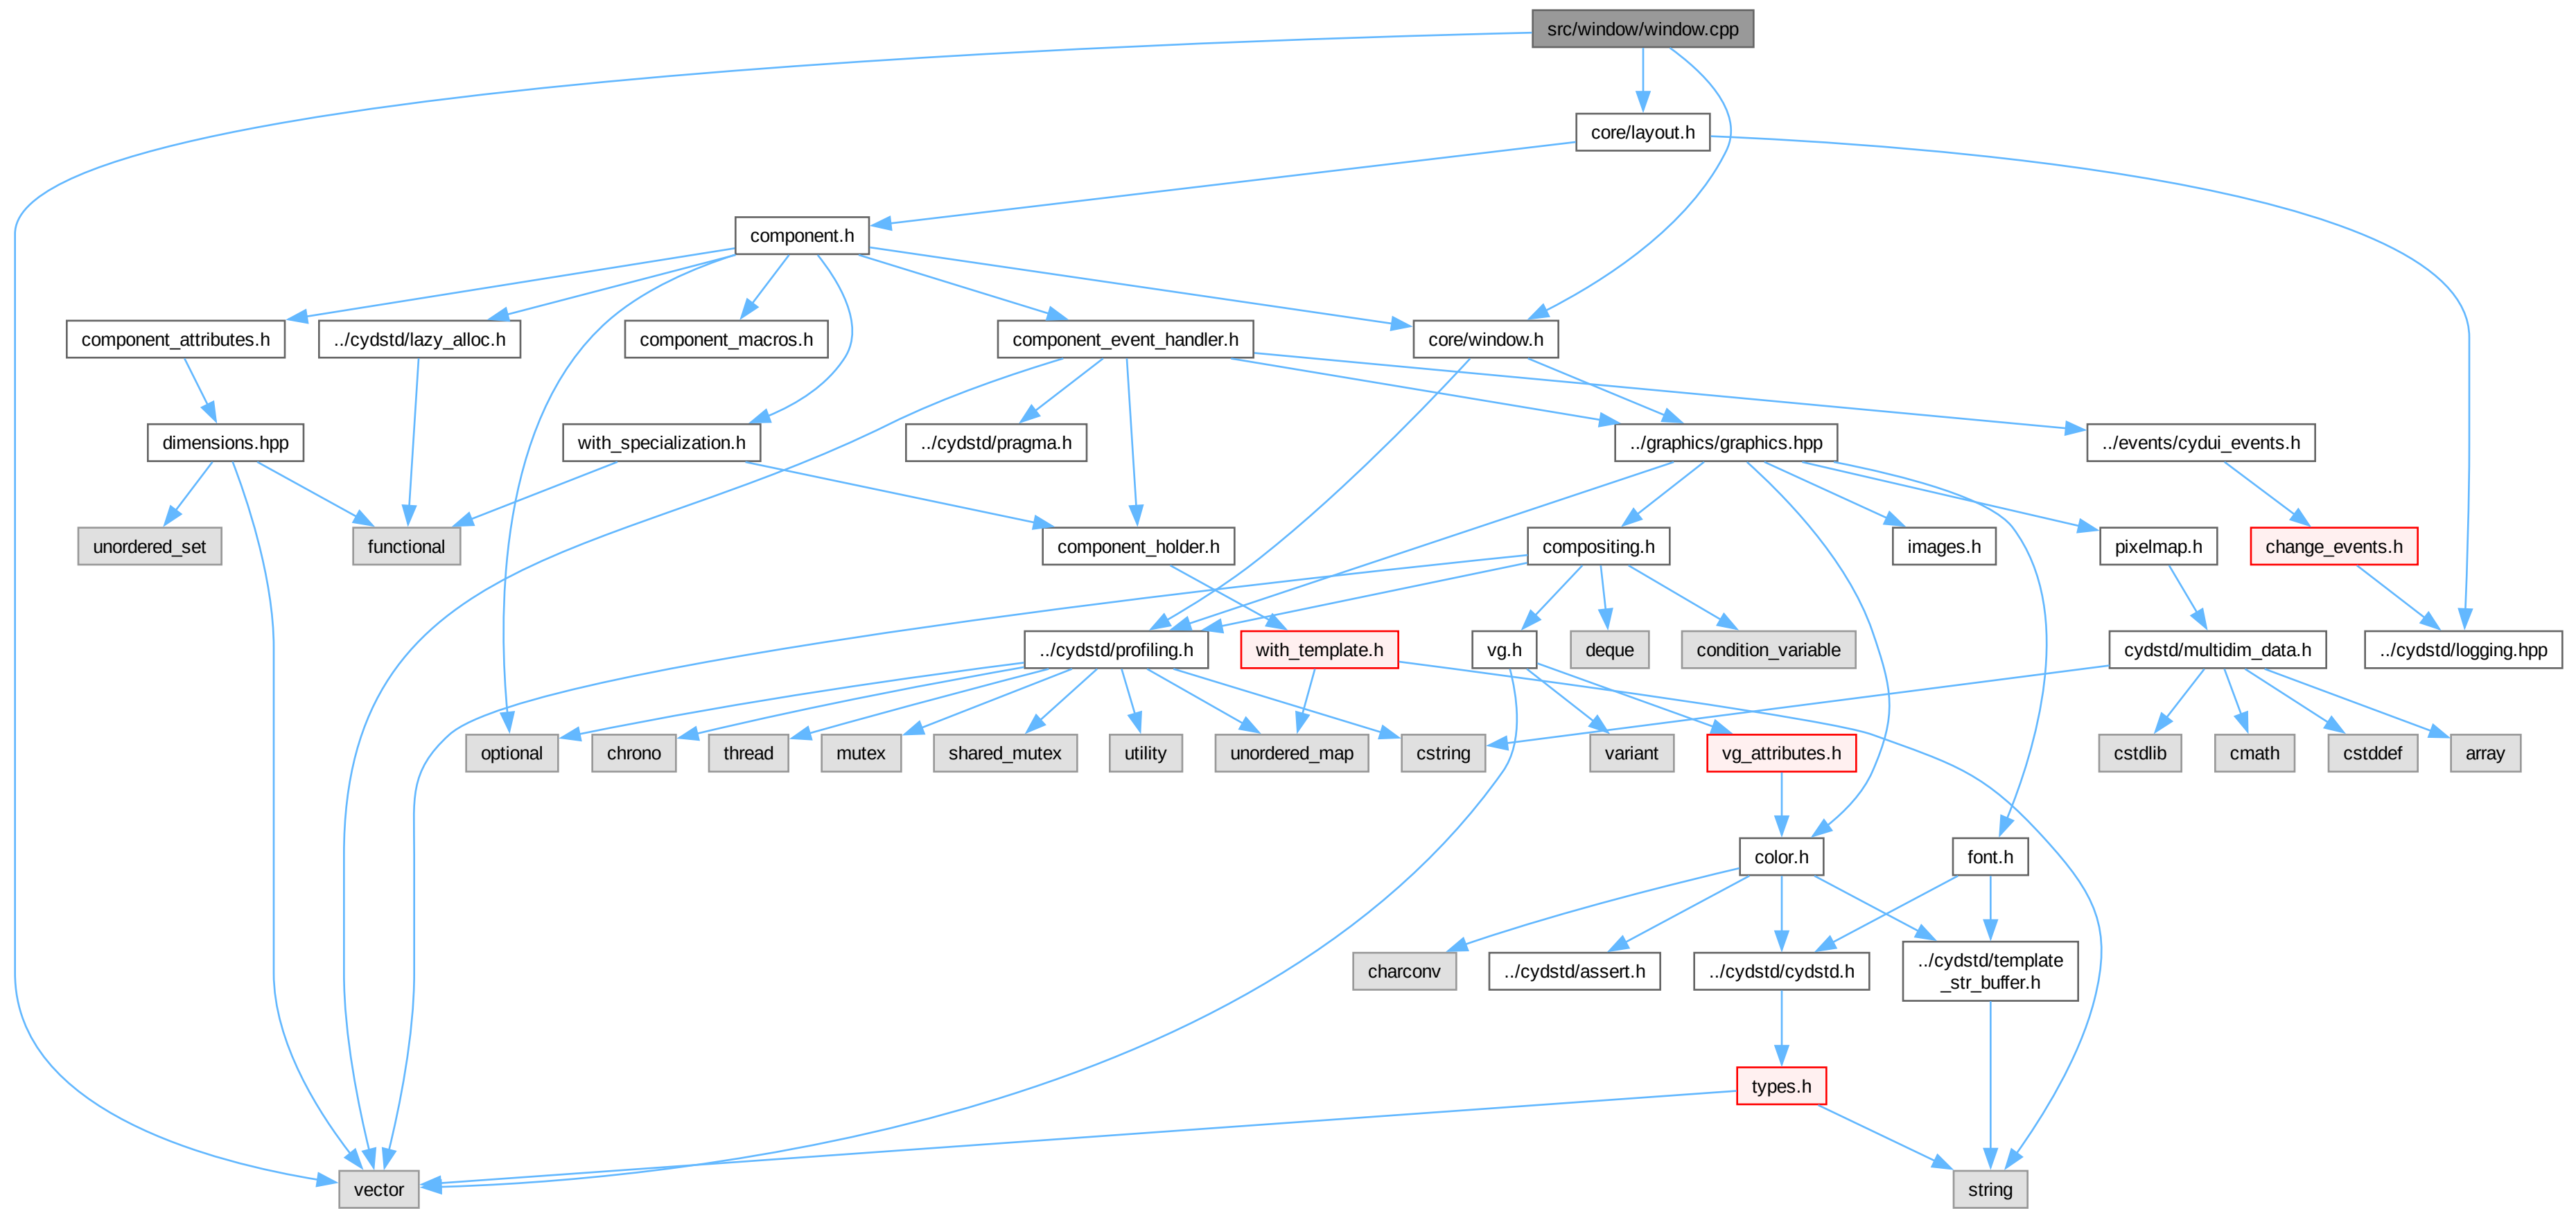 src/window/window.cpp
core/layout.h
component.h
component_attributes.h
../cydstd/lazy_alloc.h
component_macros.h
component_event_handler.h
core/window.h
dimensions.hpp
with_specialization.h
../cydstd/pragma.h
../graphics/graphics.hpp
../events/cydui_events.h
unordered_set
functional
component_holder.h
compositing.h
images.h
pixelmap.h
change_events.h
../cydstd/profiling.h
with_template.h
vg.h
deque
condition_variable
cydstd/multidim_data.h
../cydstd/logging.hpp
optional
chrono
thread
mutex
shared_mutex
utility
unordered_map
cstring
variant
vg_attributes.h
cstdlib
cmath
cstddef
array
color.h
font.h
charconv
../cydstd/assert.h
../cydstd/cydstd.h
../cydstd/template
_str_buffer.h
types.h
vector
string